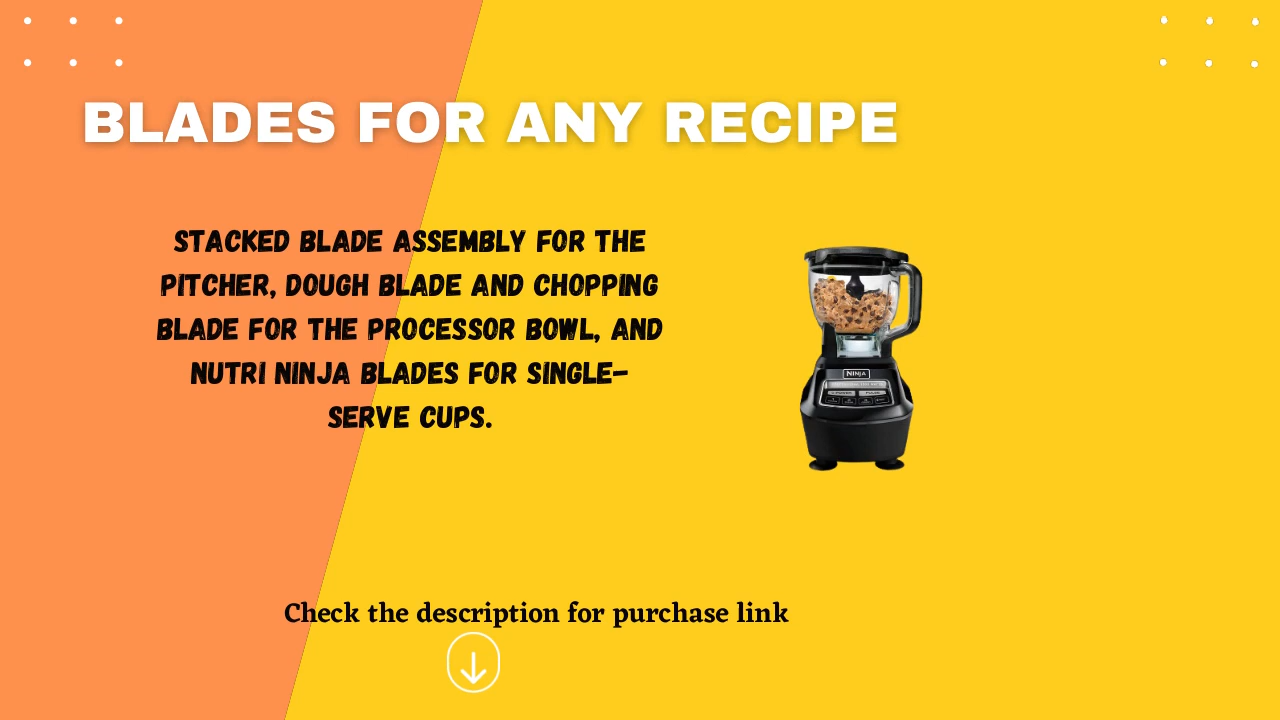 BLADES FOR ANY RECIPE
STACKED BLADE ASSEMBLY FOR THE
PITCHER, DOUGH BLADE AND CHOPPING
BLADE FOR THE PROCESSOR BOWL, AND
NUTRI NINJA BLADES FOR SINGLE-
SERVE CUPS.
NINJA
Check the description for purchase link